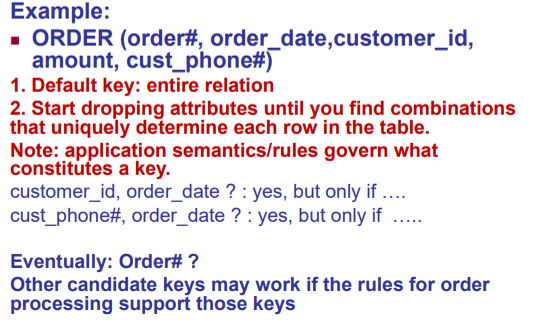 Example:
▪ ORDER (order#, order_date,customer_id,
amount, cust_phone#)
1. Default key: entire relation
2. Start dropping attributes until you find combinations
that uniquely determine each row in the table.
Note: application semantics/rules govern what
constitutes a key.
customer_id, order_date ? : yes, but only if ….
cust_phone#, order_date ? : yes, but only if …..
Eventually: Order# ?
Other candidate keys may work if the rules for order
processing support those keys